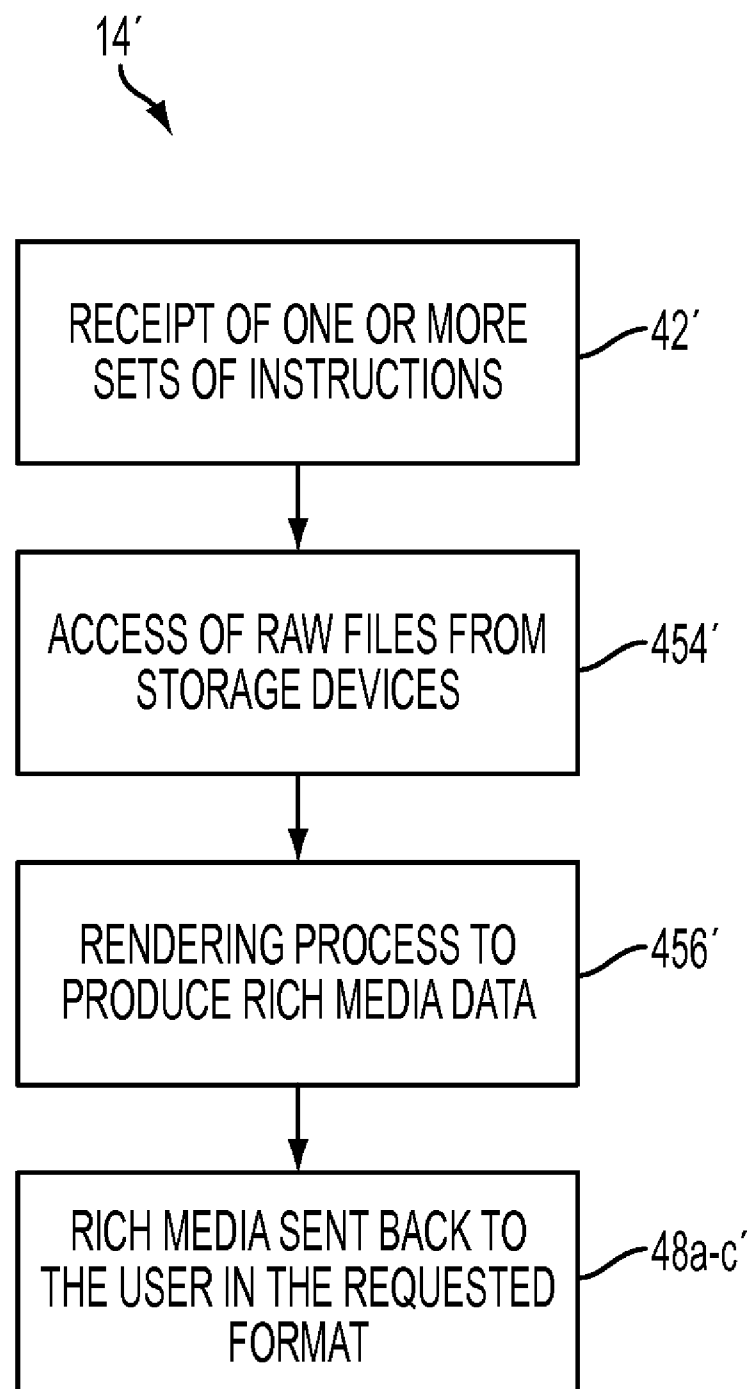 14′
RECEIPT OF ONE OR MORE
SETS OF INSTRUCTIONS
42′
ACCESS OF RAW FILES FROM
STORAGE DEVICES
454′
RENDERING PROCESS TO
PRODUCE RICH MEDIA DATA
456′
RICH MEDIA SENT BACK TO
THE USER IN THE REQUESTED
FORMAT
48a-c′